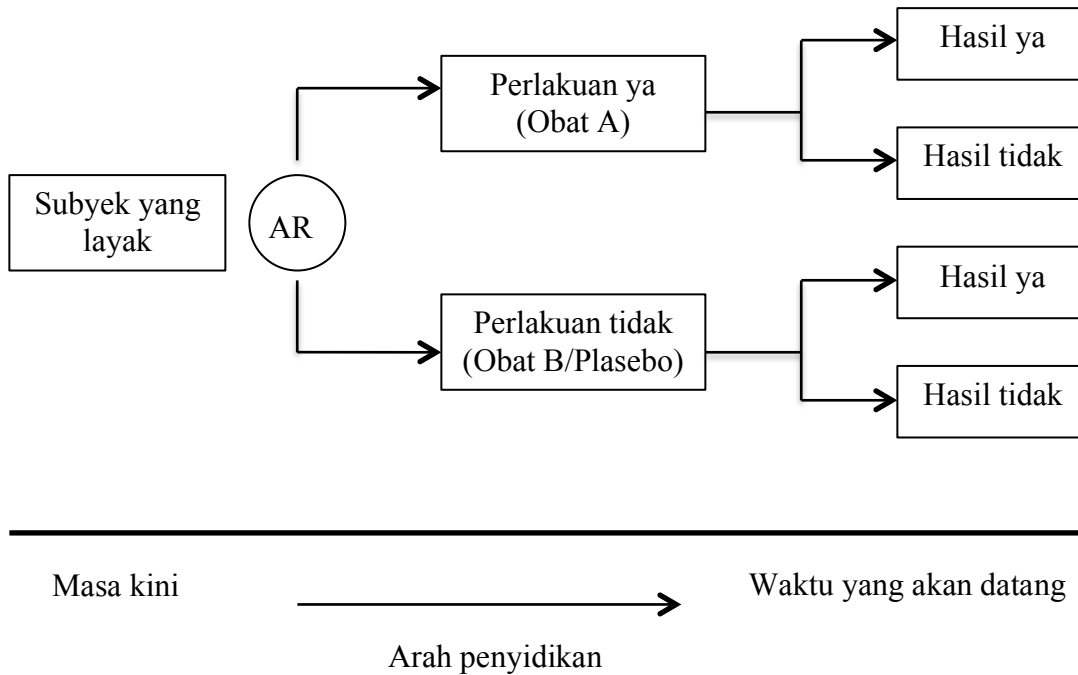 Hasil ya
Perlakuan ya
(Obat A)
Hasil tidak
Subyek yang
layak
AR
Hasil ya
Perlakuan tidak
(Obat B/Plasebo)
Hasil tidak
Masa kini
Waktu yang akan datang
Arah penyidikan